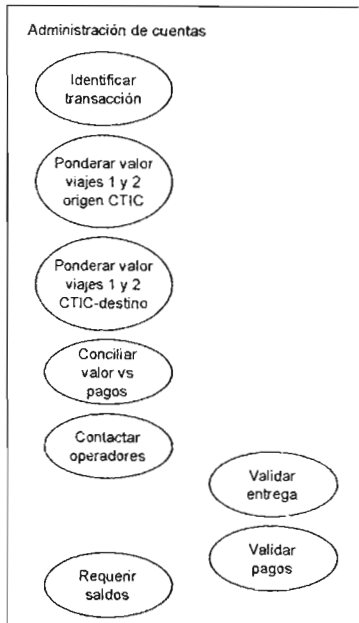 Administración de cuentas
Identificar
transacción
Ponderar valor
viajes 1 y 2
origen CTIC
Ponderar valor
viajes 1 y 2
CTIC-destino
Conciliar
valor vs
pagos
Contactar
operadores
Validar
entrega
Validar
pagos
Requerir
saldos